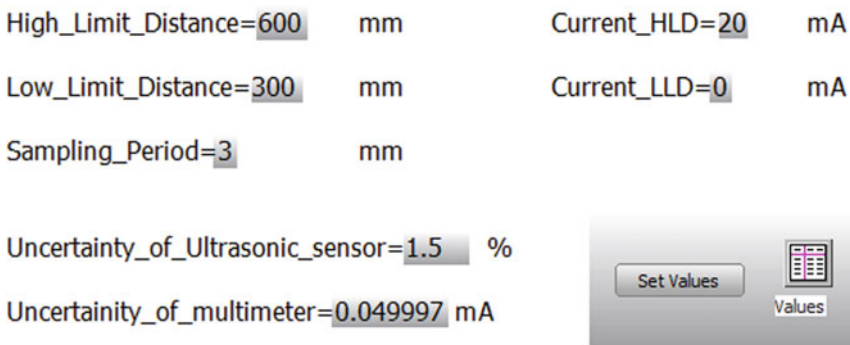 High_Limit_Distance=600 mm Current_HLD=20 mA
Low_Limit_Distance=300 mm Current_LLD=0 mA
Sampling_Period=3 mm
Uncertainty_of_Ultrasonic_sensor=1.5 %
Uncertainity_of_multimeter=0.049997 mA
Set Values
Values